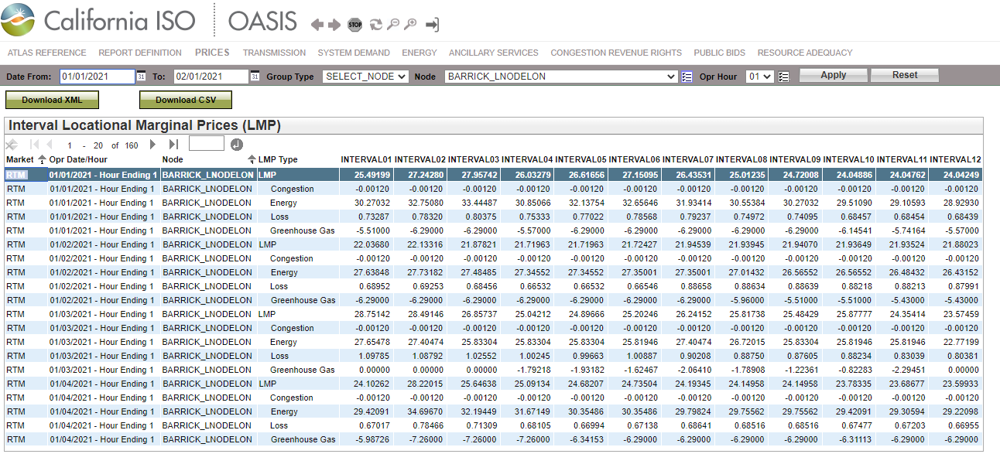 California ISO OASIS STOP
ATLAS REFERENCE REPORT DEFINITION PRICES TRANSMISSION SYSTEM DEMAND ENERGY ANCILLARY SERVICES CONGESTION REVENUE RIGHTS PUBLIC BIDS RESOURCE ADEQUACY
Date From: 01/01/2021 31 To: 02/01/2021 31 Group Type SELECT_NODE Node BARRICK_LNODELON Opr Hour 01 Apply Reset
Download XML Download CSV
Interval Locational Marginal Prices (LMP)
1 - 20 of 160
Market 1 Opr Date/Hour Node 4 LMP Type INTERVAL01 INTERVAL02 INTERVAL03 INTERVAL04 INTERVAL05 INTERVAL06 INTERVAL07 INTERVAL08 INTERVAL09 INTERVAL10 INTERVAL11 INTERVAL12
RTM 01/01/2021 - Hour Ending 1 BARRICK_LNODELON LMP 25.49199 27.24280 27.95742 26.03279 26.61656 27.15095 26.43531 25.01235 24.72008 24.04886 24.04762 24.04249
RTM 01/01/2021 - Hour Ending 1 BARRICK_LNODELON Congestion -0.00120 -0.00120 -0.00120 -0.00120 -0.00120 -0.00120 -0.00120 -0.00120 -0.00120 -0.00120 -0.00120 -0.00120
RTM 01/01/2021 - Hour Ending 1 BARRICK_LNODELON Energy 30.27032 32.75080 33.44487 30.85066 32.13754 32.65646 31.93414 30.55384 30.27032 29.51090 29.10593 28.92930
RTM 01/01/2021 - Hour Ending 1 BARRICK_LNODELON Loss 0.73287 0.78320 0.80375 0.75333 0.77022 0.78568 0.79237 0.74972 0.74095 0.68457 0.68454 0.68439
RTM 01/01/2021 - Hour Ending 1 BARRICK_LNODELON Greenhouse Gas -5.51000 -6.29000 -6.29000 -5.57000 -6.29000 -6.29000 -6.29000 -6.29000 -6.29000 -6.14541 -5.74164 -5.57000
RTM 01/02/2021 - Hour Ending 1 BARRICK_LNODELON LMP 22.03680 22.13316 21.87821 21.71963 21.71963 21.72427 21.94539 21.93945 21.94070 21.93649 21.93524 21.88023
RTM 01/02/2021 - Hour Ending 1 BARRICK_LNODELON Congestion -0.00120 -0.00120 -0.00120 -0.00120 -0.00120 -0.00120 -0.00120 -0.00120 -0.00120 -0.00120 -0.00120 -0.00120
RTM 01/02/2021 - Hour Ending 1 BARRICK_LNODELON Energy 27.63848 27.73182 27.48485 27.34552 27.34552 27.35001 27.35001 27.01432 26.56552 26.56552 26.48432 26.43152
RTM 01/02/2021 - Hour Ending 1 BARRICK_LNODELON Loss 0.68952 0.69253 0.68456 0.66532 0.66532 0.66546 0.88658 0.88634 0.88639 0.88218 0.88213 0.87991
RTM 01/02/2021 - Hour Ending 1 BARRICK_LNODELON Greenhouse Gas -6.29000 -6.29000 -6.29000 -6.29000 -6.29000 -6.29000 -6.29000 -5.96000 -5.51000 -5.51000 -5.43000 -5.43000
RTM 01/03/2021 - Hour Ending 1 BARRICK_LNODELON LMP 28.75142 28.49146 26.85737 25.04212 24.89666 25.20246 26.24152 25.81738 25.48429 25.87777 24.35414 23.57459
RTM 01/03/2021 - Hour Ending 1 BARRICK_LNODELON Congestion -0.00120 -0.00120 -0.00120 -0.00120 -0.00120 -0.00120 -0.00120 -0.00120 -0.00120 -0.00120 -0.00120 -0.00120
RTM 01/03/2021 - Hour Ending 1 BARRICK_LNODELON Energy 27.65478 27.40474 25.83304 25.83304 25.83304 25.81946 27.40474 26.72015 25.83304 25.81946 25.81946 22.77199
RTM 01/03/2021 - Hour Ending 1 BARRICK_LNODELON Loss 1.09785 1.08792 1.02552 1.00245 0.99663 1.00887 0.90208 0.88750 0.87605 0.88234 0.83039 0.80381
RTM 01/03/2021 - Hour Ending 1 BARRICK_LNODELON Greenhouse Gas 0.00000 0.00000 0.00000 -1.79218 -1.93182 -1.62467 -2.06410 -1.78908 -1.22361 -0.82283 -2.29451 0.00000
RTM 01/04/2021 - Hour Ending 1 BARRICK_LNODELON LMP 24.10262 28.22015 25.64638 25.09134 24.68207 24.73504 24.19345 24.14958 24.14958 23.78335 23.68677 23.59933
RTM 01/04/2021 - Hour Ending 1 BARRICK_LNODELON Congestion -0.00120 -0.00120 -0.00120 -0.00120 -0.00120 -0.00120 -0.00120 -0.00120 -0.00120 -0.00120 -0.00120 -0.00120
RTM 01/04/2021 - Hour Ending 1 BARRICK_LNODELON Energy 29.42091 34.69670 32.19449 31.67149 30.35486 30.35486 29.79824 29.75562 29.75562 29.42091 29.30594 29.22098
RTM 01/04/2021 - Hour Ending 1 BARRICK_LNODELON Loss 0.67017 0.78466 0.71309 0.68105 0.66994 0.67138 0.68641 0.68516 0.68516 0.67477 0.67203 0.66955
RTM 01/04/2021 - Hour Ending 1 BARRICK_LNODELON Greenhouse Gas -5.98726 -7.26000 -7.26000 -7.26000 -6.34153 -6.29000 -6.29000 -6.29000 -6.29000 -6.31113 -6.29000 -6.29000